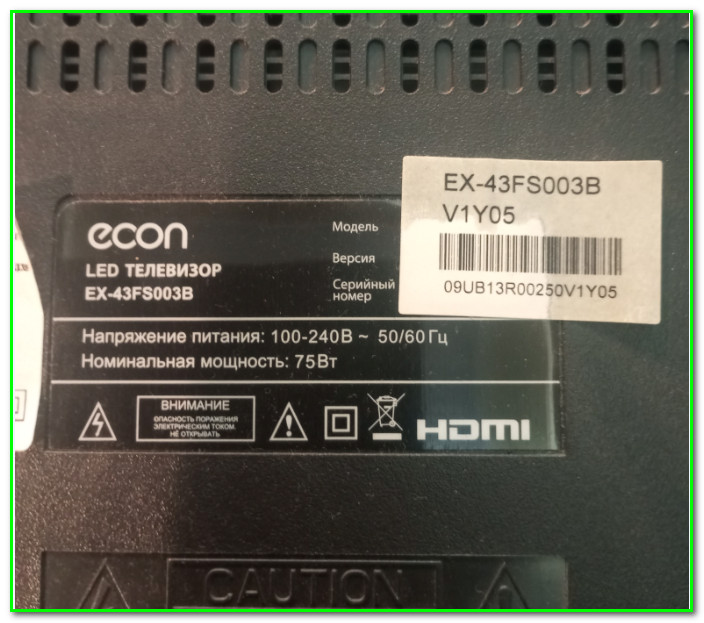 econ
LED ТЕЛЕВИЗОР
EX-43FS003B
Модель
Версия
Серийный
номер
EX-43FS003B
V1Y05
09UB13R00250V1Y05
Напряжение питания: 100-240В ~ 50/60Гц
Номинальная мощность: 75Вт
ВНИМАНИЕ
ОПАСНОСТЬ ПОРАЖЕНИЯ
ЭЛЕКТРИЧЕСКИМ ТОКОМ.
НЕ ОТКРЫВАТЬ
HDMI
CAUTION